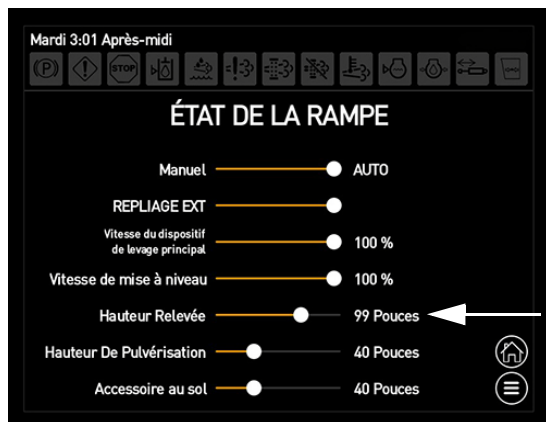 Mardi 3:01 Après-midi
(P) STOP
ÉTAT DE LA RAMPE
Manuel AUTO
REPLIAGE EXT
Vitesse du dispositif
de levage principal 100 %
Vitesse de mise à niveau 100 %
Hauteur Relevée 99 Pouces
Hauteur De Pulvérisation 40 Pouces
Accessoire au sol 40 Pouces